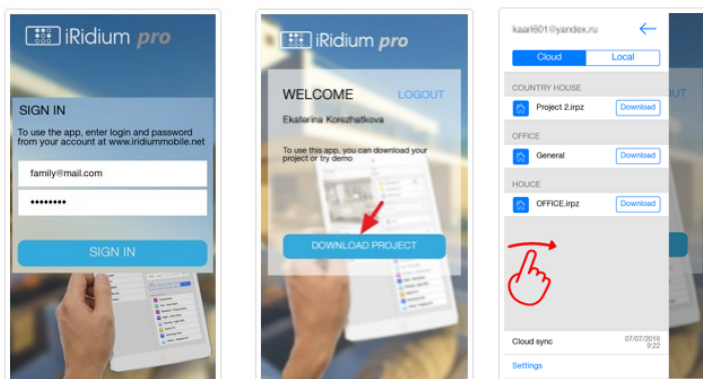 iRidium pro
SIGN IN
To use the app, enter login and password
from your account at www.iridiummobile.net
family@mail.com
••••••••
SIGN IN
iRidium pro
WELCOME
LOGOUT
Ekaterina Korezhatkova
To use this app, you can download your
project or try demo
DOWNLOAD PROJECT
kaari601@yandex.ru
Cloud
Local
COUNTRY HOUSE
Project 2.irpz
Download
OFFICE
General
Download
HOUCE
OFFICE.irpz
Download
Cloud sync
07/07/2016
9:22
Settings